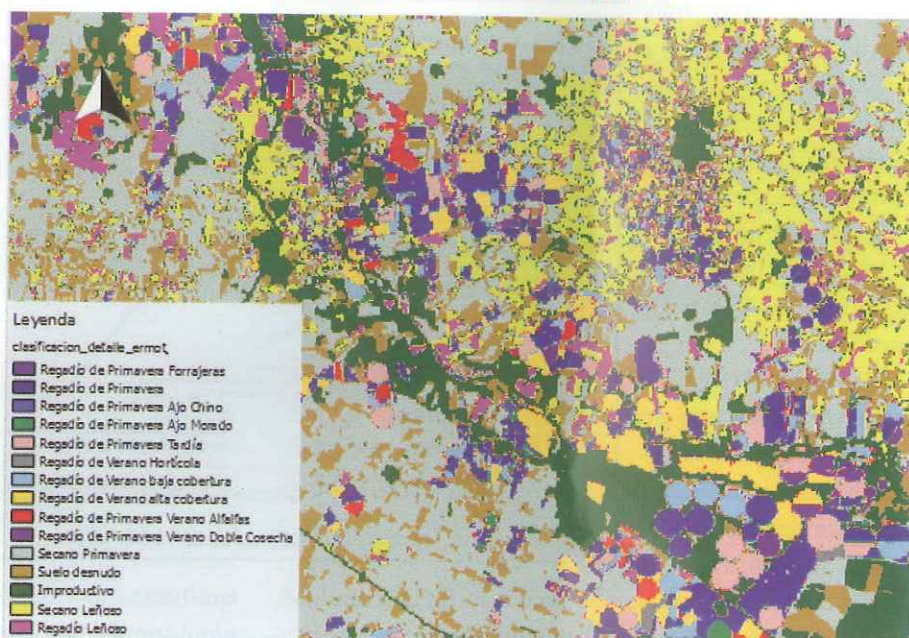 Leyenda
clasificacion_detalle_ermot
Regadío de Primavera Forrajeras
Regadío de Primavera
Regadío de Primavera Ajo Chino
Regadío de Primavera Ajo Morado
Regadío de Primavera Tardía
Regadío de Verano Hortícola
Regadío de Verano baja cobertura
Regadío de Verano alta cobertura
Regadío de Primavera Verano Alfalfas
Regadío de Primavera Verano Doble Cosecha
Secano Primavera
Suelo desnudo
Improductivo
Secano Leñoso
Regadío Leñoso